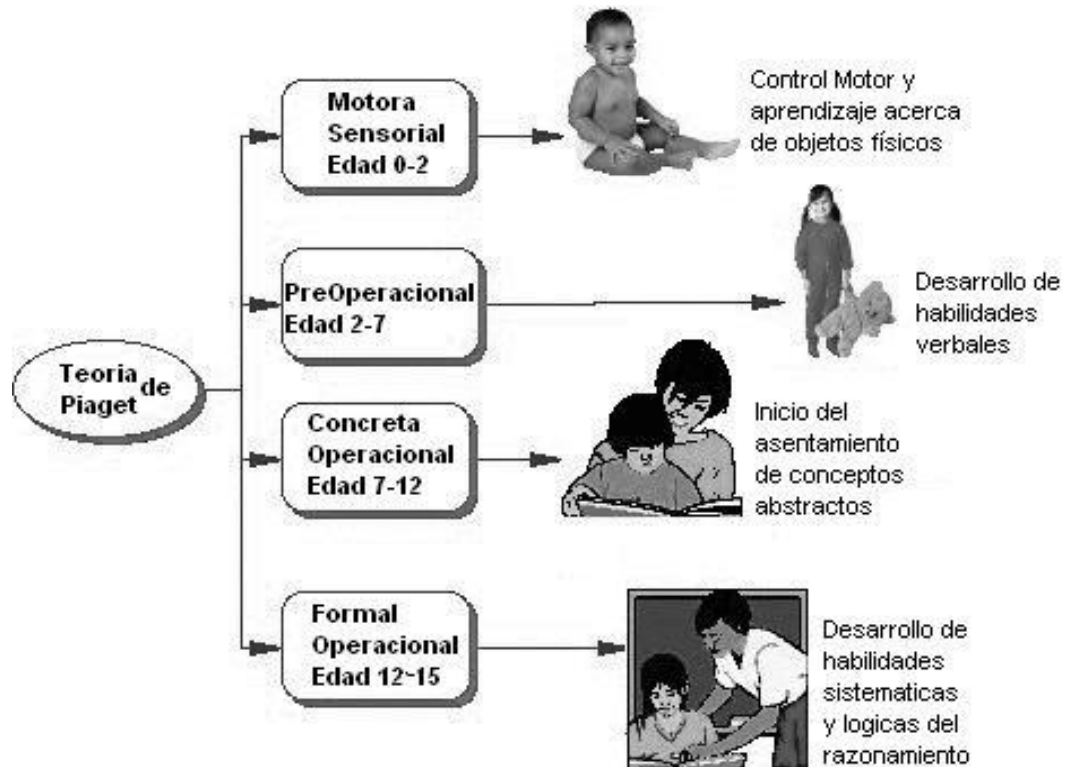 Motora
Sensorial
Edad 0-2
Control Motor y
aprendizaje acerca
de objetos físicos
PreOperacional
Edad 2-7
Desarrollo de
habilidades
verbales
Teoria de
Piaget
Concreta
Operacional
Edad 7-12
Inicio del
asentamiento
de conceptos
abstractos
Formal
Operacional
Edad 12~15
Desarrollo de
habilidades
sistematicas
y logicas del
razonamiento